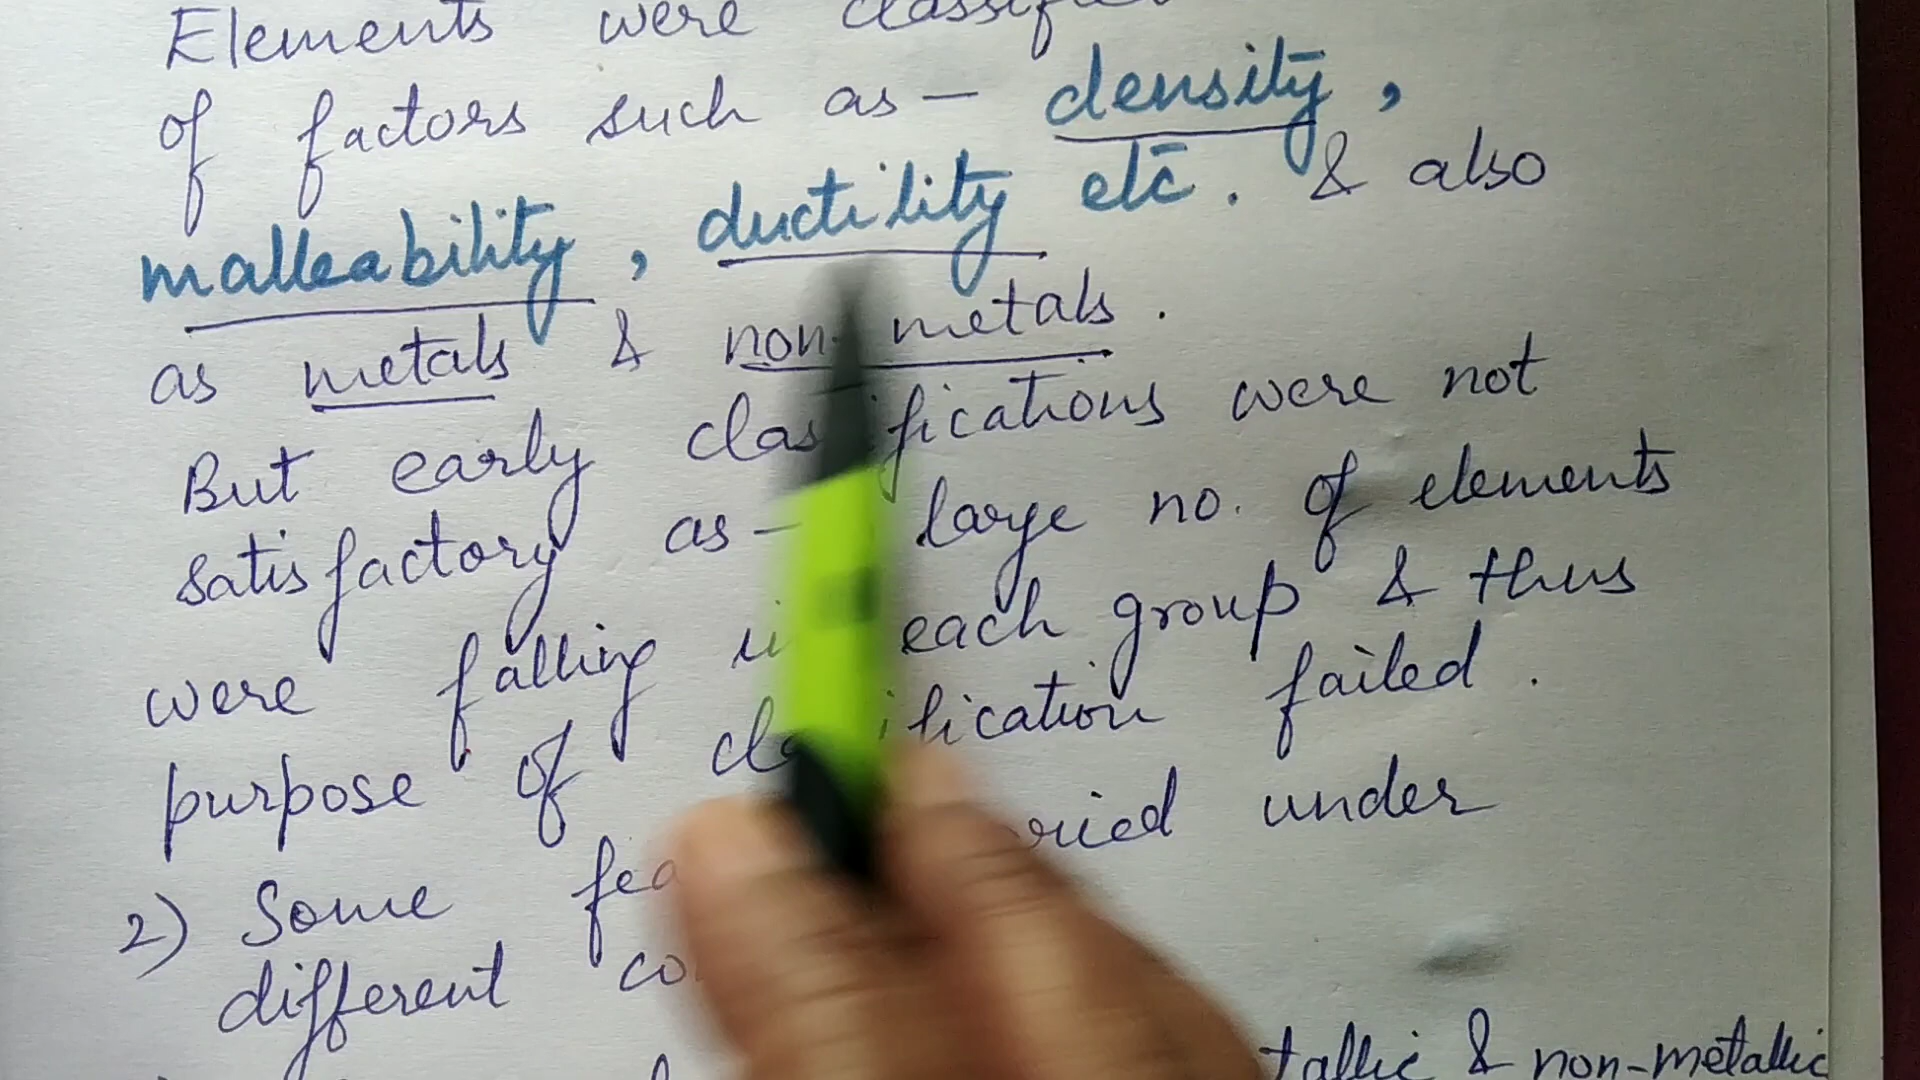 Elements were
of factors such as - density,
malleability, ductility etc. & also
as metals & non-metals.
But early classifications were not
satisfactory as - large no. of elements
were falling in each group & thus
purpose of classification failed.
2) Some under
different
& non-metallic